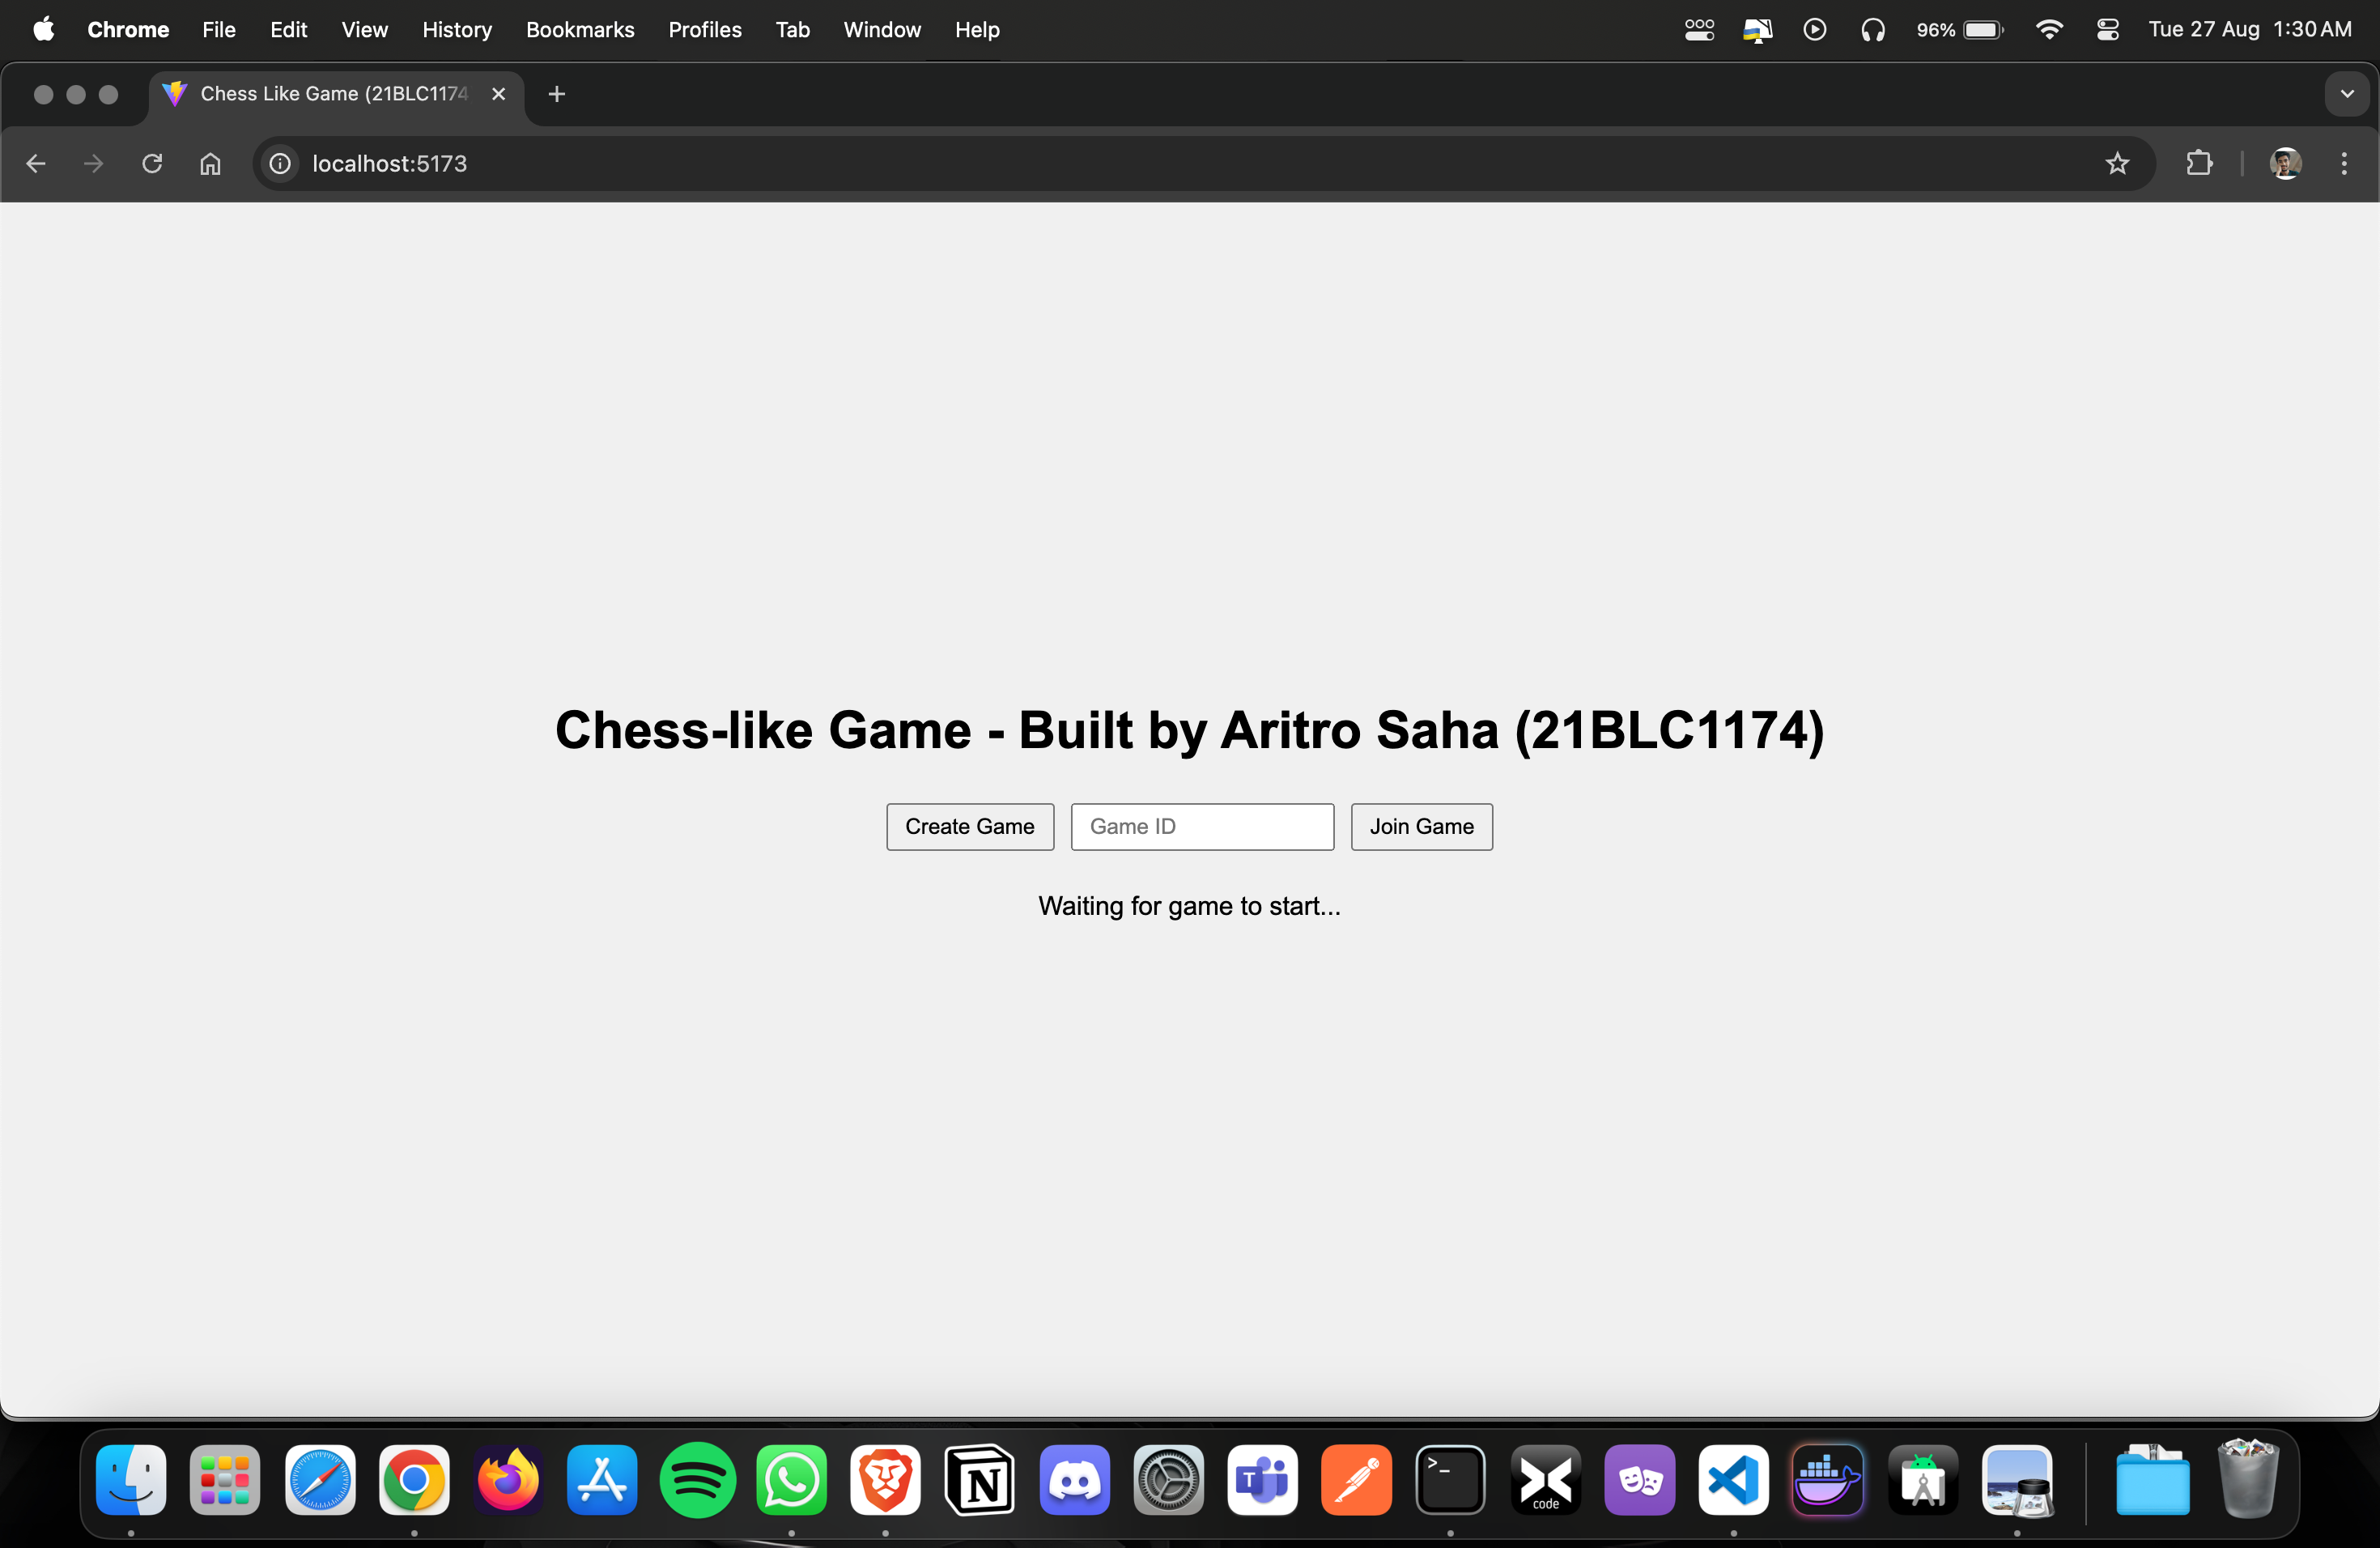 Chrome File Edit View History Bookmarks Profiles Tab Window Help 96% Tue 27 Aug 1:30 AM
Chess Like Game (21BLC1174
localhost:5173
Chess-like Game - Built by Aritro Saha (21BLC1174)
Create Game Game ID Join Game
Waiting for game to start...
N T >_ code